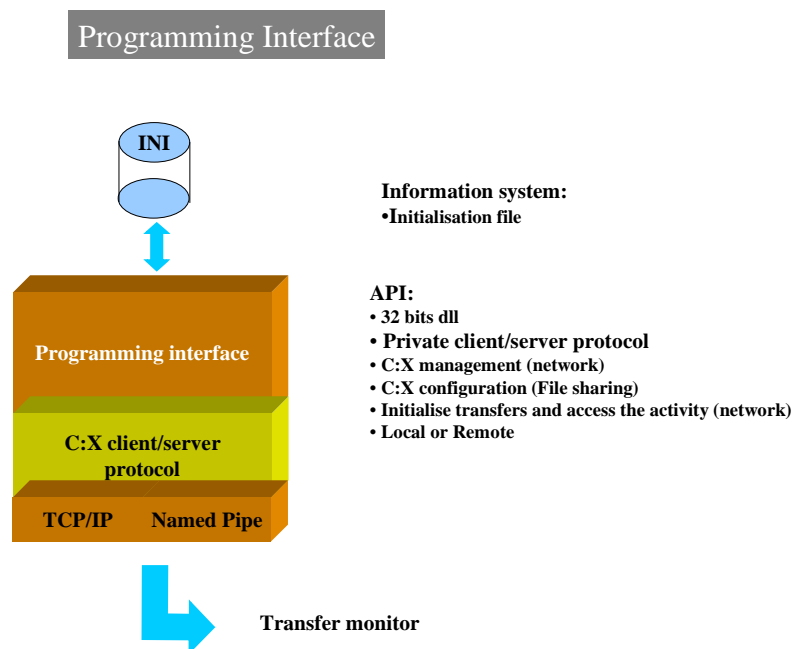 Programming Interface
INI
Information system:
•Initialisation file
Programming interface
C:X client/server
protocol
TCP/IP
Named Pipe
API:
• 32 bits dll
• Private client/server protocol
• C:X management (network)
• C:X configuration (File sharing)
• Initialise transfers and access the activity (network)
• Local or Remote
Transfer monitor